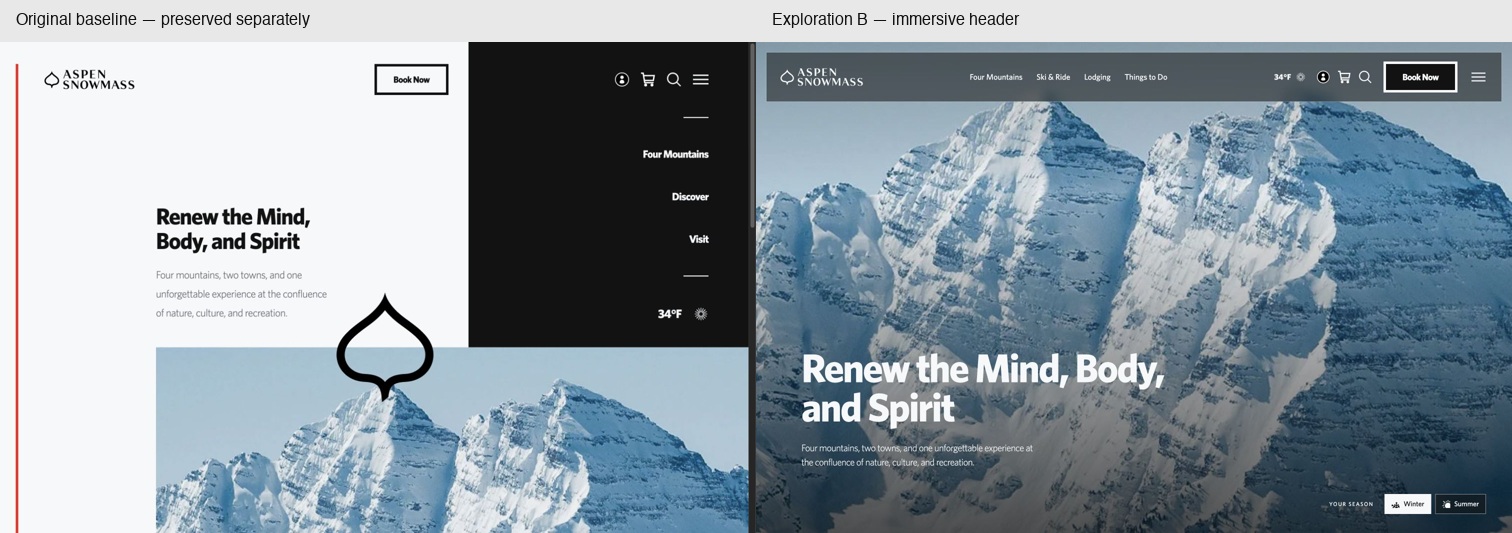 Original baseline — preserved separately
Exploration B — immersive header
ASPEN
SNOWMASS
Book Now
Four Mountains
Discover
Visit
34°F
Renew the Mind,
Body, and Spirit
Four mountains, two towns, and one
unforgettable experience at the confluence
of nature, culture, and recreation.
ASPEN
SNOWMASS
Four Mountains
Ski & Ride
Lodging
Things to Do
34°F
Book Now
Renew the Mind, Body,
and Spirit
Four mountains, two towns, and one unforgettable experience at
the confluence of nature, culture, and recreation.
YOUR SEASON
Winter
Summer